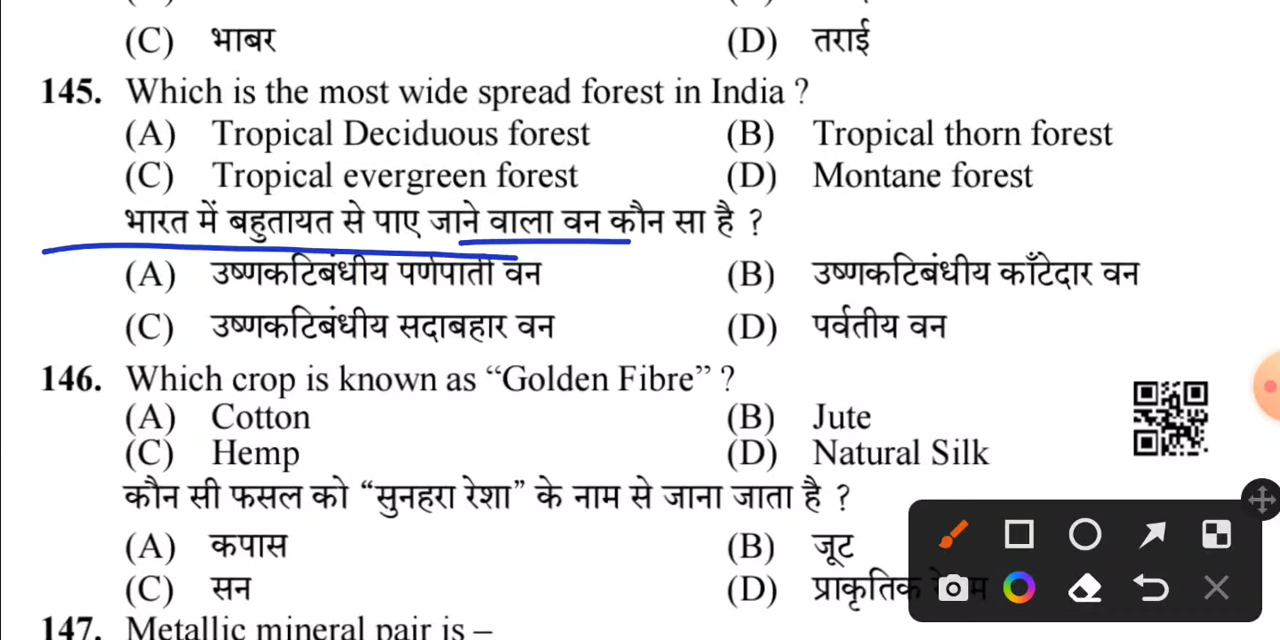 (C) भाबर (D) तराई
145. Which is the most wide spread forest in India ?
(A) Tropical Deciduous forest (B) Tropical thorn forest
(C) Tropical evergreen forest (D) Montane forest
भारत में बहुतायत से पाए जाने वाला वन कौन सा है ?
(A) उष्णकटिबंधीय पर्णपाती वन (B) उष्णकटिबंधीय काँटेदार वन
(C) उष्णकटिबंधीय सदाबहार वन (D) पर्वतीय वन
146. Which crop is known as “Golden Fibre” ?
(A) Cotton (B) Jute
(C) Hemp (D) Natural Silk
कौन सी फसल को “सुनहरा रेशा” के नाम से जाना जाता है ?
(A) कपास (B) जूट
(C) सन (D) प्राकृतिक
147. Metallic mineral pair is –